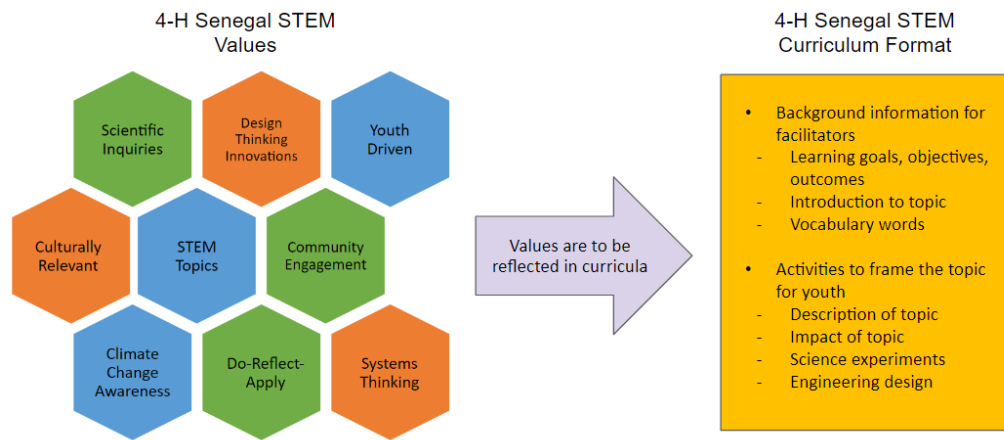 4-H Senegal STEM
Values
4-H Senegal STEM
Curriculum Format
Scientific
Inquiries
Design
Thinking
Innovations
Youth
Driven
Culturally
Relevant
STEM
Topics
Community
Engagement
Climate
Change
Awareness
Do-Reflect-
Apply
Systems
Thinking
Values are to be
reflected in curricula
• Background information for
facilitators
- Learning goals, objectives,
outcomes
- Introduction to topic
- Vocabulary words
• Activities to frame the topic
for youth
- Description of topic
- Impact of topic
- Science experiments
- Engineering design